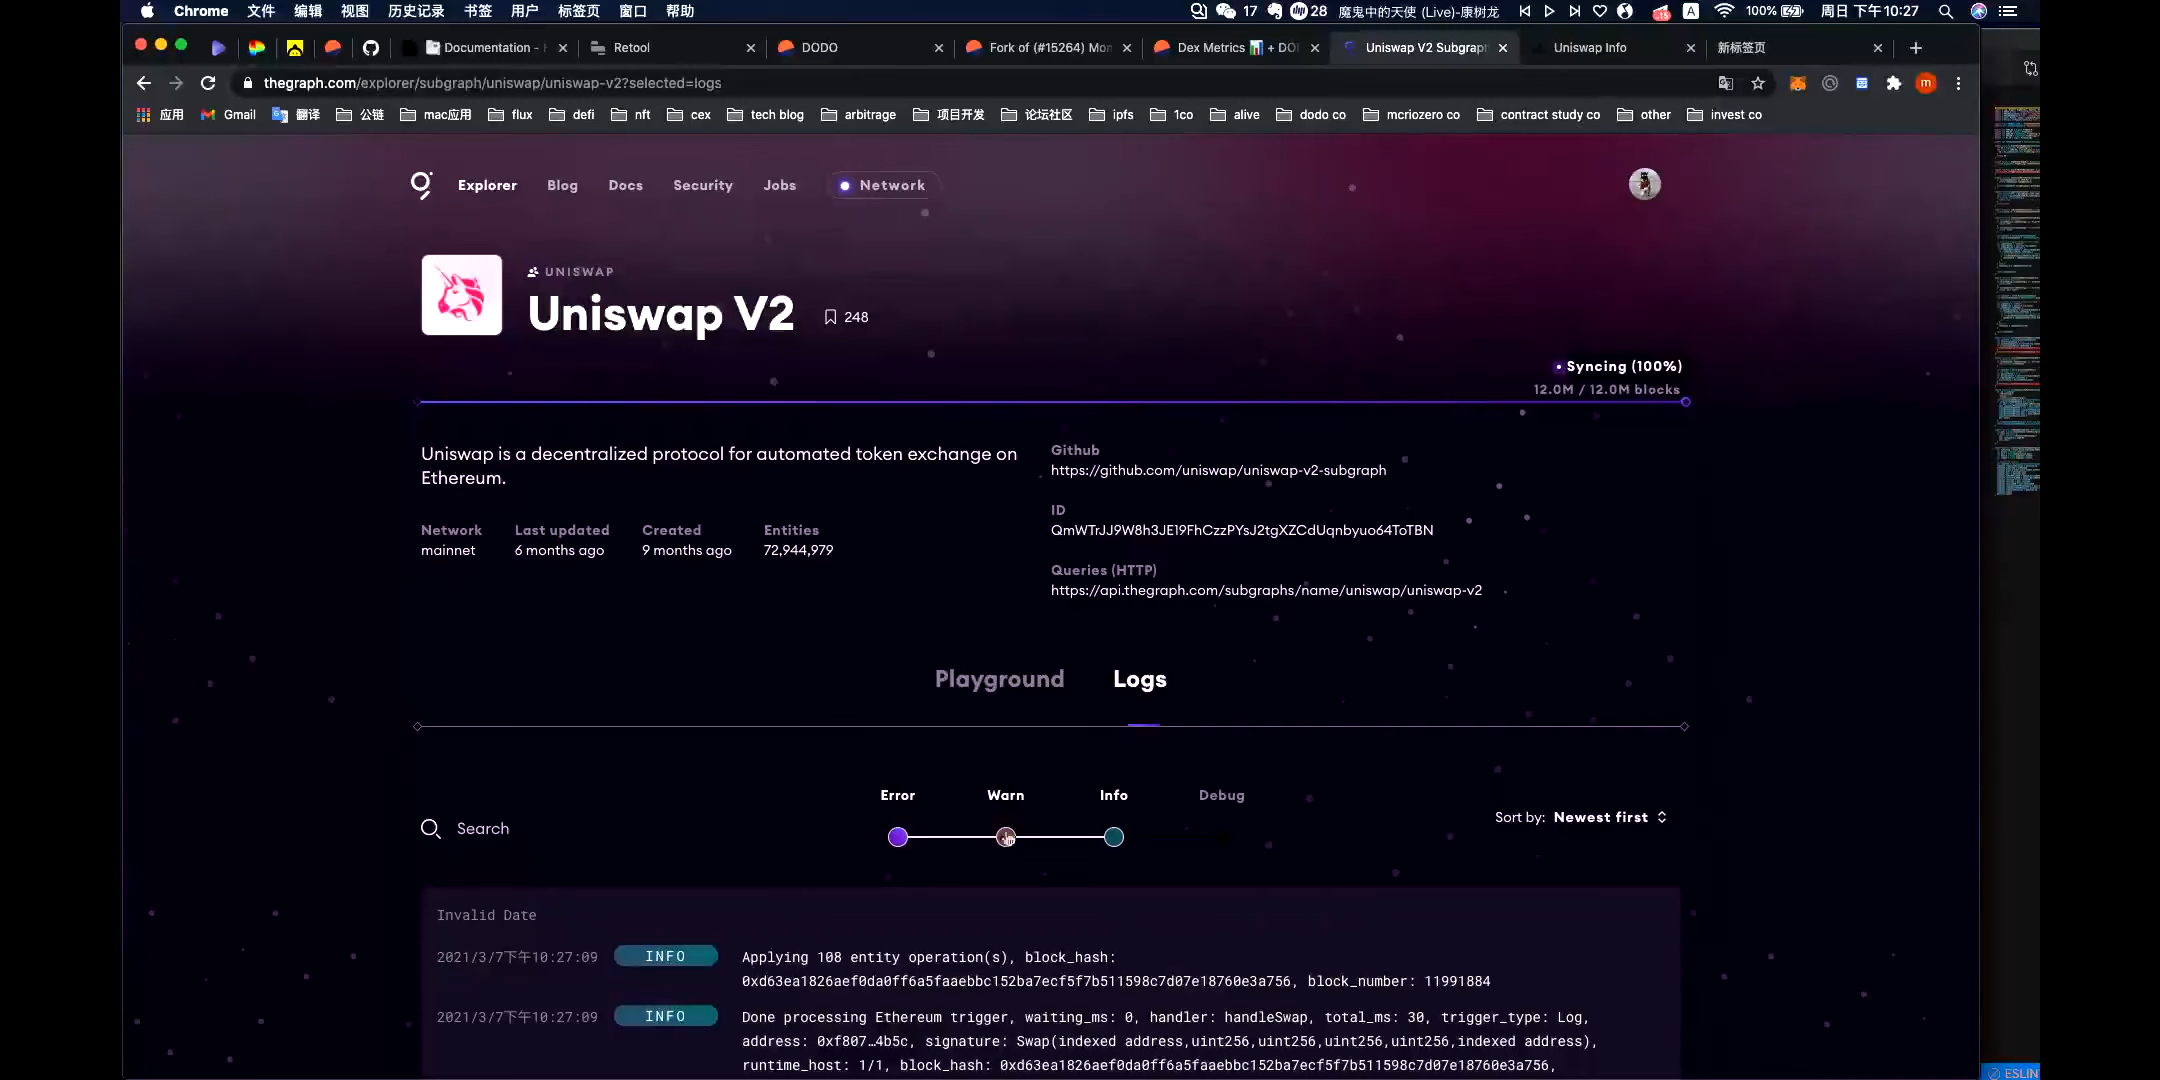 Chrome 文件 编辑 视图 历史记录 书签 用户 标签页 窗口 帮助 17 28 魔鬼中的天使 (Live)-康树龙 15 A 100% 周日 下午10:27
Documentation - Retool DODO Fork of (#15264) Mon Dex Metrics 📊 + DO Uniswap V2 Subgraph Uniswap Info 新标签页
thegraph.com/explorer/subgraph/uniswap/uniswap-v2?selected=logs m
应用 Gmail 翻译 公链 mac应用 flux defi nft cex tech blog arbitrage 项目开发 论坛社区 ipfs 1co alive dodo co mcriozero co contract study co other invest co
Explorer Blog Docs Security Jobs Network
UNISWAP
Uniswap V2 248
Syncing (100%)
12.0M / 12.0M blocks
Uniswap is a decentralized protocol for automated token exchange on
Ethereum.
Network Last updated Created Entities
mainnet 6 months ago 9 months ago 72,944,979
Github
https://github.com/uniswap/uniswap-v2-subgraph
ID
QmWTrJJ9W8h3JE19FhCzzPYsJ2tgXZCdUqnbyuo64ToTBN
Queries (HTTP)
https://api.thegraph.com/subgraphs/name/uniswap/uniswap-v2
Playground Logs
Error Warn Info Debug
Search
Sort by: Newest first
Invalid Date
2021/3/7下午10:27:09 INFO Applying 108 entity operation(s), block_hash:
0xd63ea1826aef0da0ff6a5faaebbc152ba7ecf5f7b511598c7d07e18760e3a756, block_number: 11991884
2021/3/7下午10:27:09 INFO Done processing Ethereum trigger, waiting_ms: 0, handler: handleSwap, total_ms: 30, trigger_type: Log,
address: 0xf807…4b5c, signature: Swap(indexed address,uint256,uint256,uint256,uint256,indexed address),
runtime_host: 1/1, block_hash: 0xd63ea1826aef0da0ff6a5faaebbc152ba7ecf5f7b511598c7d07e18760e3a756,
ESLIN